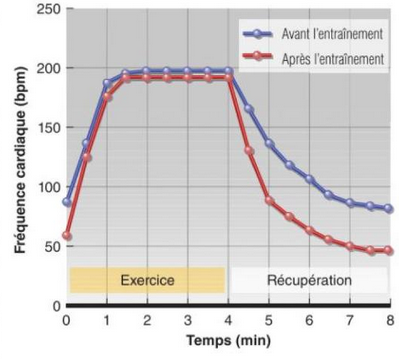 250
200
150
100
50
0
Fréquence cardiaque (bpm)
Avant l'entraînement
Après l'entraînement
Exercice
Récupération
0 1 2 3 4 5 6 7 8
Temps (min)